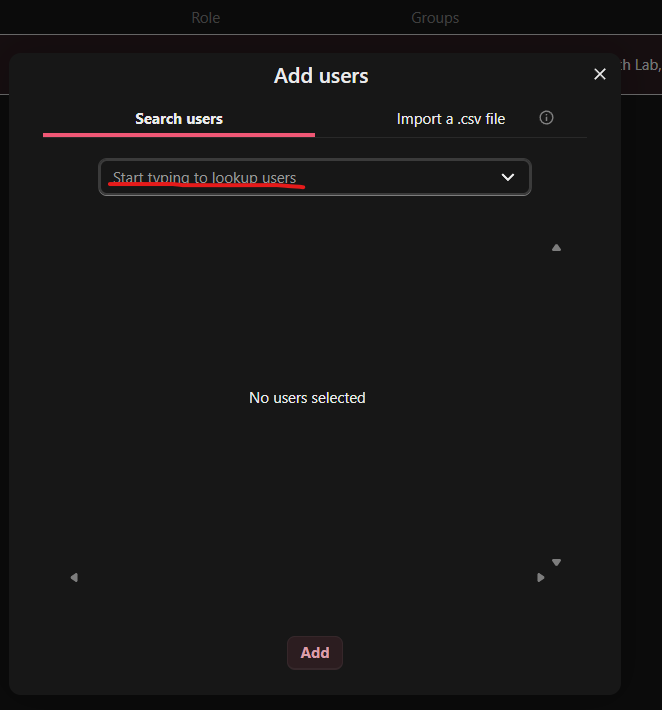 Role Groups
th Lab,
Add users
Search users Import a .csv file
Start typing to lookup users
No users selected
Add